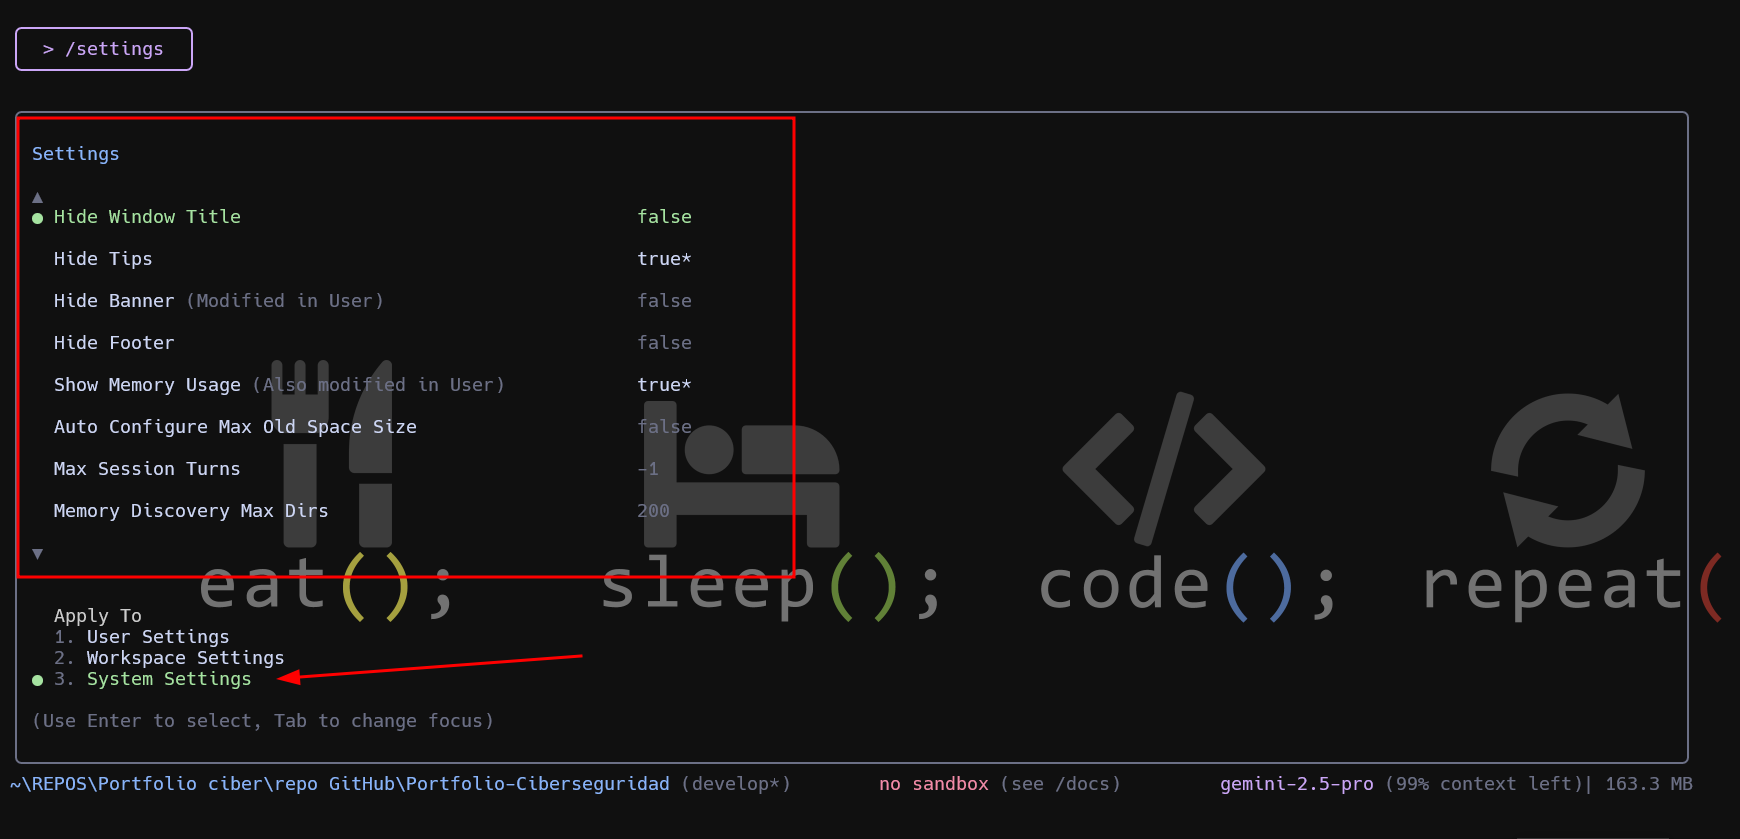 > /settings
Settings
▲
● Hide Window Title false
Hide Tips true*
Hide Banner (Modified in User) false
Hide Footer false
Show Memory Usage (Also modified in User) true*
Auto Configure Max Old Space Size false
Max Session Turns -1
Memory Discovery Max Dirs 200
▼
eat(); sleep(); code(); repeat(
Apply To
1. User Settings
2. Workspace Settings
● 3. System Settings
(Use Enter to select, Tab to change focus)
~\REPOS\Portfolio ciber\repo GitHub\Portfolio-Ciberseguridad (develop*) no sandbox (see /docs) gemini-2.5-pro (99% context left)| 163.3 MB